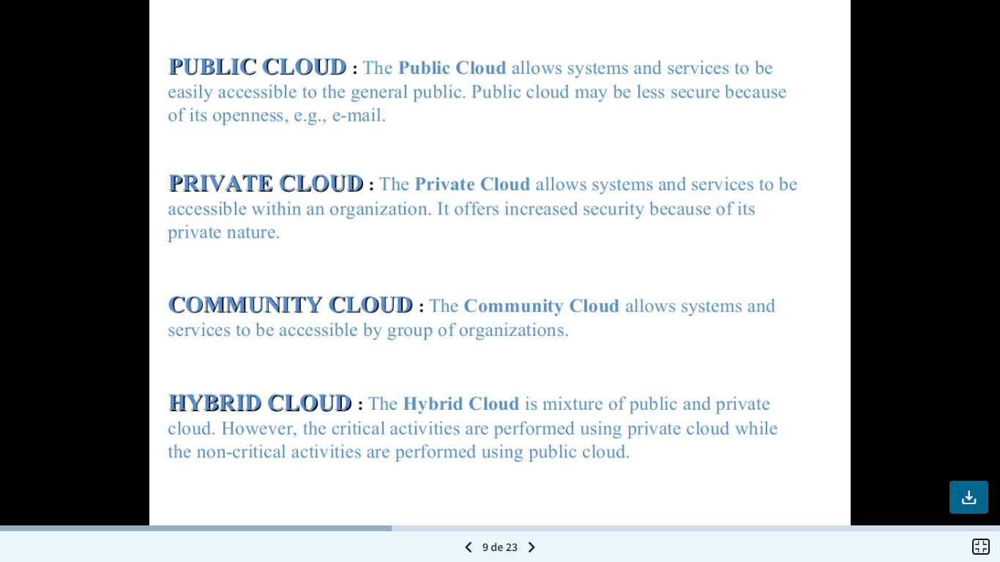 PUBLIC CLOUD : The Public Cloud allows systems and services to be
easily accessible to the general public. Public cloud may be less secure because
of its openness, e.g., e-mail.
PRIVATE CLOUD : The Private Cloud allows systems and services to be
accessible within an organization. It offers increased security because of its
private nature.
COMMUNITY CLOUD : The Community Cloud allows systems and
services to be accessible by group of organizations.
HYBRID CLOUD : The Hybrid Cloud is mixture of public and private
cloud. However, the critical activities are performed using private cloud while
the non-critical activities are performed using public cloud.
9 de 23